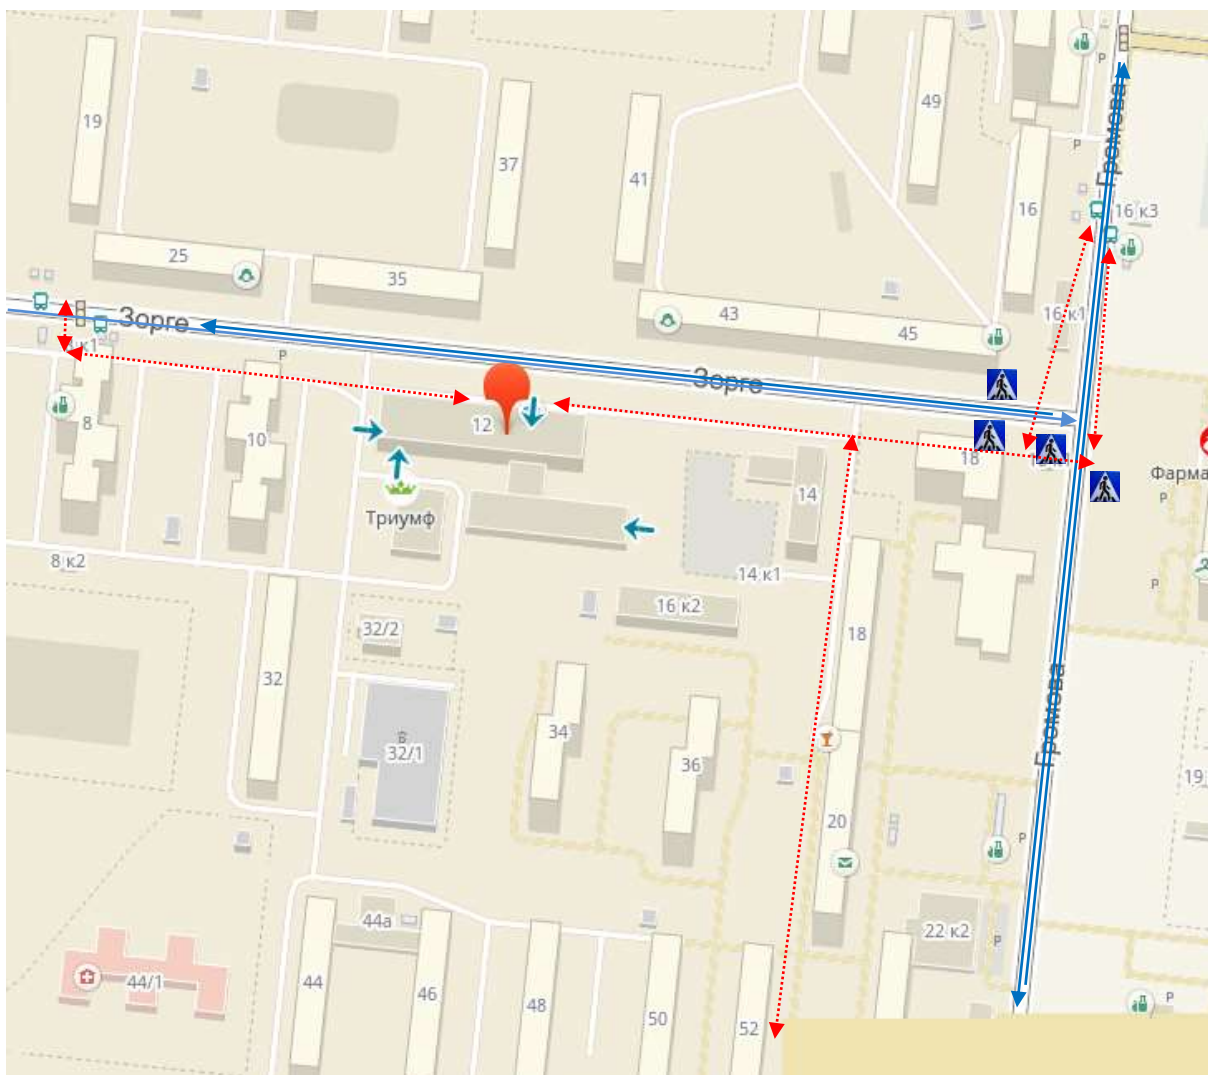 49
19
37
41
16
16 к3
Громова
25
35
Зорге
к1
43
45
16 к1
Зорге
8
10
12
18
Фарма
14
Триумф
8 к2
14 к1
16 к2
32/2
18
32
34
36
32/1
Громова
19
20
44а
22 к2
44/1
44
46
48
50
52
P
P
P
P
P
P
P
P
P